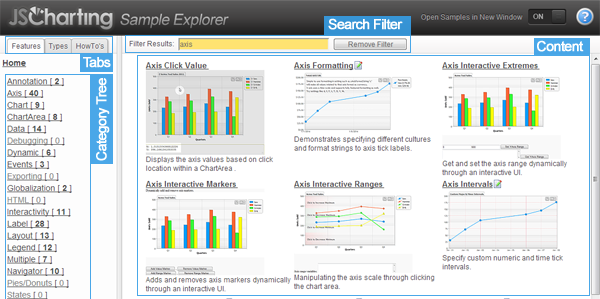 JSCharting Sample Explorer
Search Filter
Open Samples in New Window ON
Features Types HowTo's
Filter Results: axis Remove Filter
Content
Home
Tabs
Category Tree
Annotation [ 2 ]
Axis [ 40 ]
Chart [ 9 ]
ChartArea [ 8 ]
Data [ 14 ]
Debugging [ 0 ]
Dynamic [ 6 ]
Events [ 3 ]
Exporting [ 0 ]
Globalization [ 2 ]
HTML [ 0 ]
Interactivity [ 11 ]
Label [ 28 ]
Layout [ 13 ]
Legend [ 12 ]
Multiple [ 7 ]
Navigator [ 10 ]
Pies/Donuts [ 0 ]
Series [ 27 ]
Axis Click Value
Displays the axis values based on click
location within a ChartArea .
Axis Formatting
Demonstrates specifying different cultures
and format strings to axis tick labels.
Axis Interactive Extremes
Get and set the axis range dynamically
through an interactive UI.
Axis Interactive Markers
Adds and removes axis markers dynamically
through an interactive UI.
Axis Interactive Ranges
Manipulating the axis scale through clicking
the chart area.
Axis Intervals
Specify custom numeric and time tick
intervals.